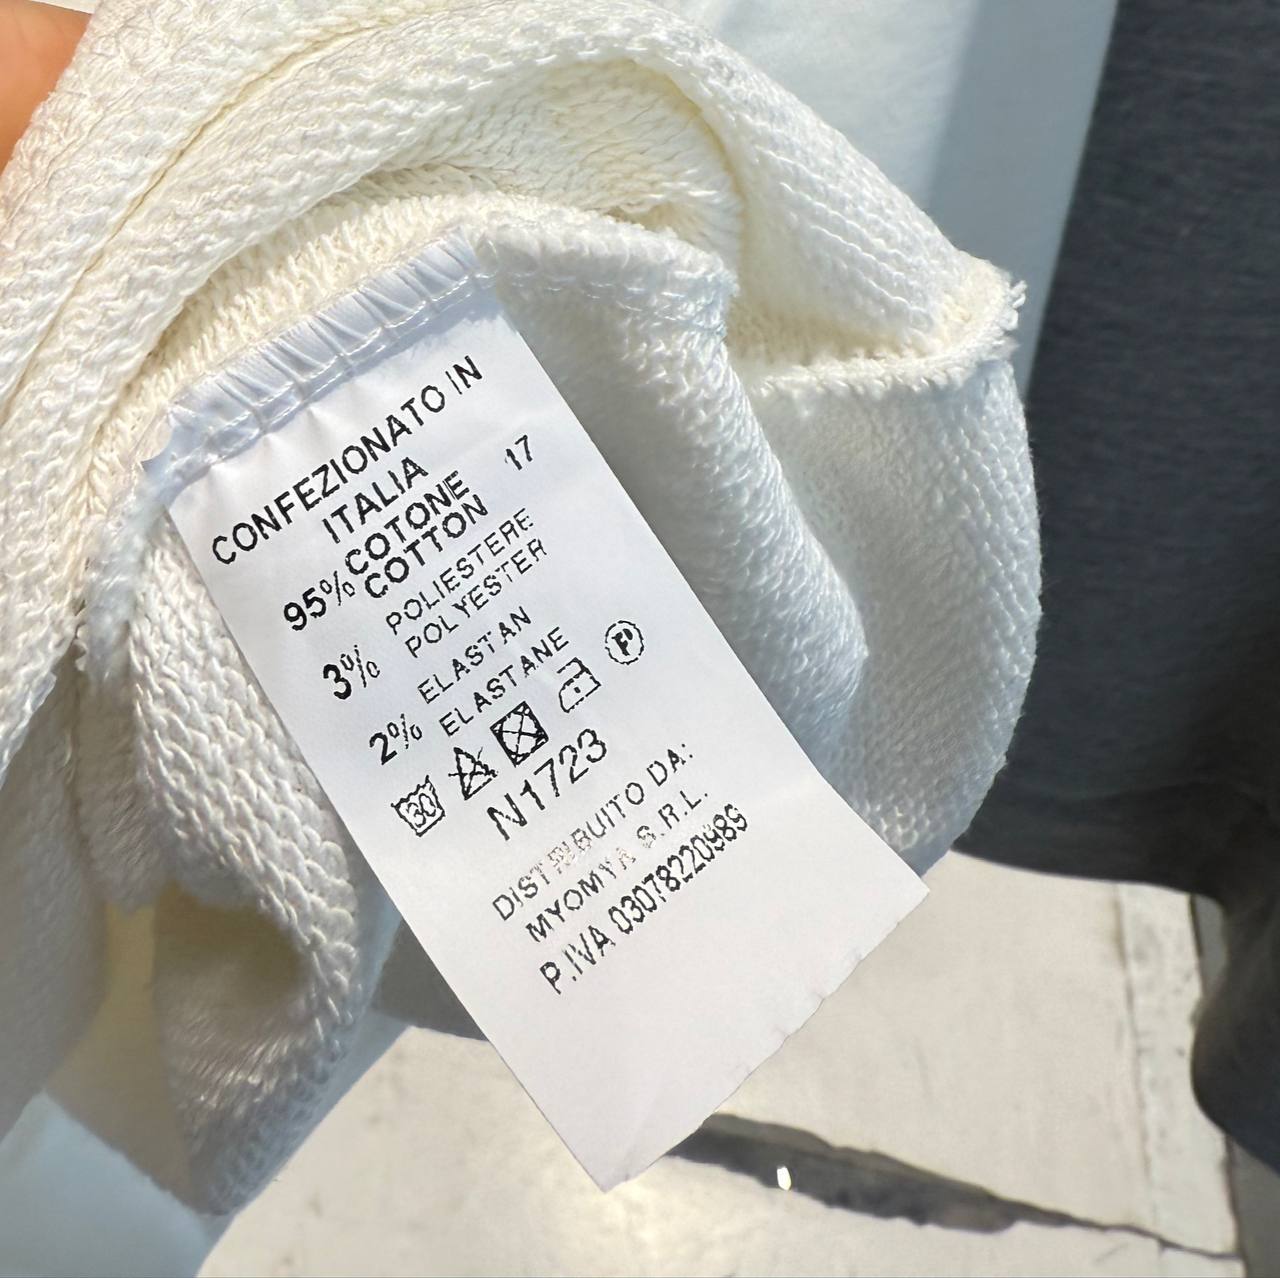 CONFEZIONATO IN
ITALIA 17
95% COTONE
COTTON
3% POLIESTERE
POLYESTER
2% ELASTAN
ELASTANE
30 P
N1723
DISTRIBUITO DA:
MYOMYA S.R.L.
P.IVA 03078220989